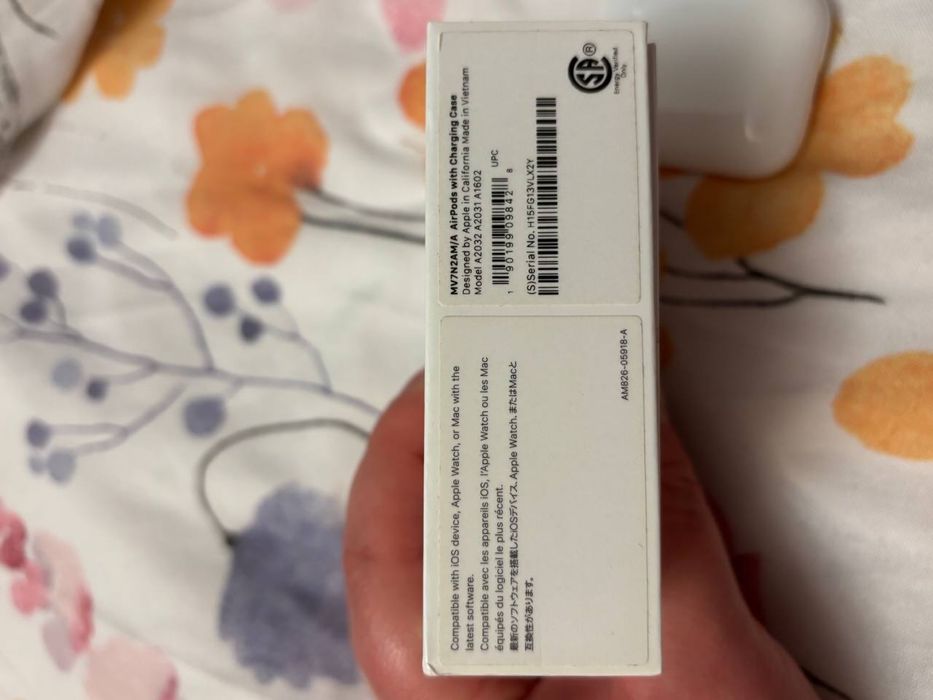 MV7N2AM/A AirPods with Charging Case
Designed by Apple in California Made in Vietnam
Model A2032 A2031 A1602
UPC
1 90199 09842 8
(S)Serial No. H15FG13VLX2Y
SA ®
Energy Verified
Only
Compatible with iOS device, Apple Watch, or Mac with the
latest software.
Compatible avec les appareils iOS, l'Apple Watch ou les Mac
équipés du logiciel le plus récent.
最新のソフトウェアを搭載したiOSデバイス、Apple Watch、またはMacと
互換性があります。
AM826-05918-A